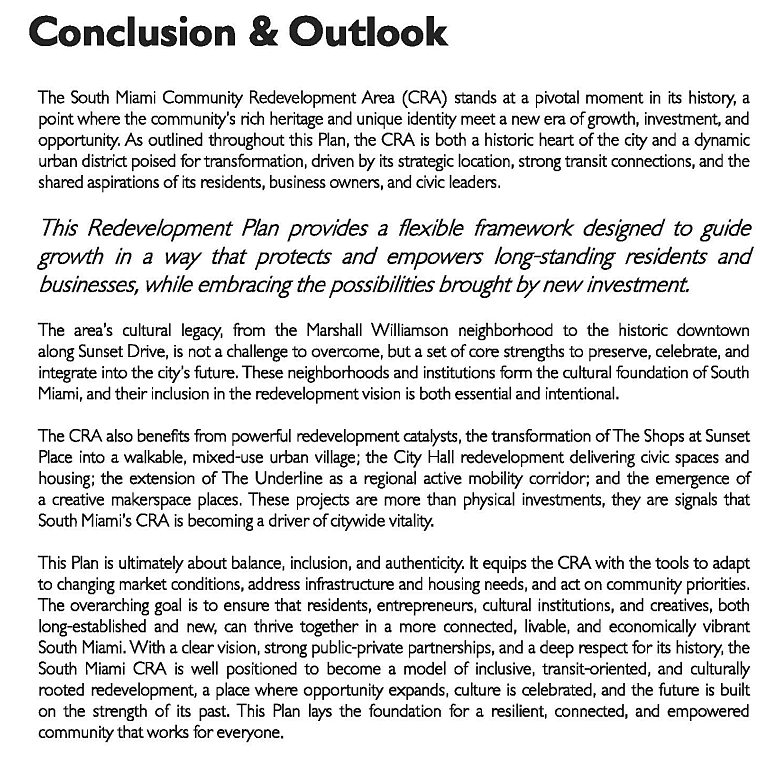 Conclusion & Outlook
The South Miami Community Redevelopment Area (CRA) stands at a pivotal moment in its history, a
point where the community's rich heritage and unique identity meet a new era of growth, investment, and
opportunity. As outlined throughout this Plan, the CRA is both a historic heart of the city and a dynamic
urban district poised for transformation, driven by its strategic location, strong transit connections, and the
shared aspirations of its residents, business owners, and civic leaders.
This Redevelopment Plan provides a flexible framework designed to guide
growth in a way that protects and empowers long-standing residents and
businesses, while embracing the possibilities brought by new investment.
The area's cultural legacy, from the Marshall Williamson neighborhood to the historic downtown
along Sunset Drive, is not a challenge to overcome, but a set of core strengths to preserve, celebrate, and
integrate into the city's future. These neighborhoods and institutions form the cultural foundation of South
Miami, and their inclusion in the redevelopment vision is both essential and intentional.
The CRA also benefits from powerful redevelopment catalysts, the transformation of The Shops at Sunset
Place into a walkable, mixed-use urban village; the City Hall redevelopment delivering civic spaces and
housing; the extension of The Underline as a regional active mobility corridor; and the emergence of
a creative makerspace places. These projects are more than physical investments, they are signals that
South Miami's CRA is becoming a driver of citywide vitality.
This Plan is ultimately about balance, inclusion, and authenticity. It equips the CRA with the tools to adapt
to changing market conditions, address infrastructure and housing needs, and act on community priorities.
The overarching goal is to ensure that residents, entrepreneurs, cultural institutions, and creatives, both
long-established and new, can thrive together in a more connected, livable, and economically vibrant
South Miami. With a clear vision, strong public-private partnerships, and a deep respect for its history, the
South Miami CRA is well positioned to become a model of inclusive, transit-oriented, and culturally
rooted redevelopment, a place where opportunity expands, culture is celebrated, and the future is built
on the strength of its past. This Plan lays the foundation for a resilient, connected, and empowered
community that works for everyone.